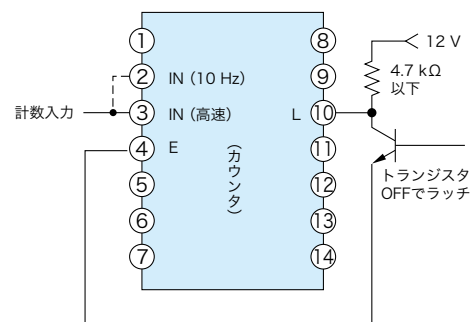 ① ⑧
12 V
② IN (10 Hz) ⑨
4.7 kΩ
以下
計数入力
③ IN (高速) L ⑩
④ E ⑪
(カウンタ)
トランジスタ
OFFでラッチ
⑤ ⑫
⑥ ⑬
⑦ ⑭